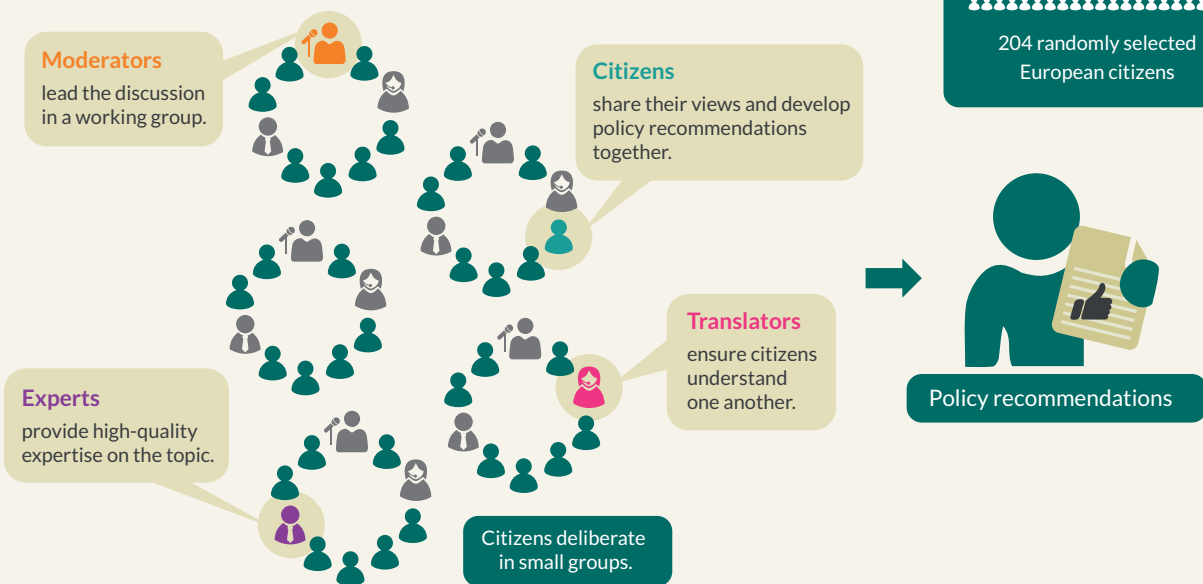 Moderators
lead the discussion
in a working group.
Citizens
share their views and develop
policy recommendations
together.
204 randomly selected
European citizens
Translators
ensure citizens
understand
one another.
Policy recommendations
Experts
provide high-quality
expertise on the topic.
Citizens deliberate
in small groups.